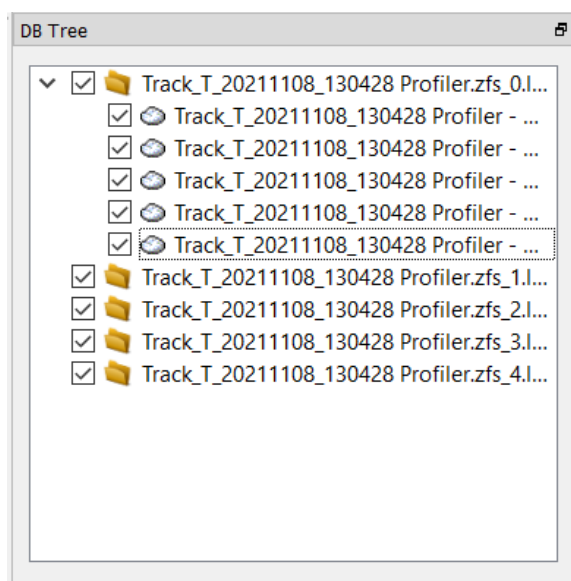 DB Tree
Track_T_20211108_130428 Profiler.zfs_0.l...
Track_T_20211108_130428 Profiler - ...
Track_T_20211108_130428 Profiler - ...
Track_T_20211108_130428 Profiler - ...
Track_T_20211108_130428 Profiler - ...
Track_T_20211108_130428 Profiler - ...
Track_T_20211108_130428 Profiler.zfs_1.l...
Track_T_20211108_130428 Profiler.zfs_2.l...
Track_T_20211108_130428 Profiler.zfs_3.l...
Track_T_20211108_130428 Profiler.zfs_4.l...